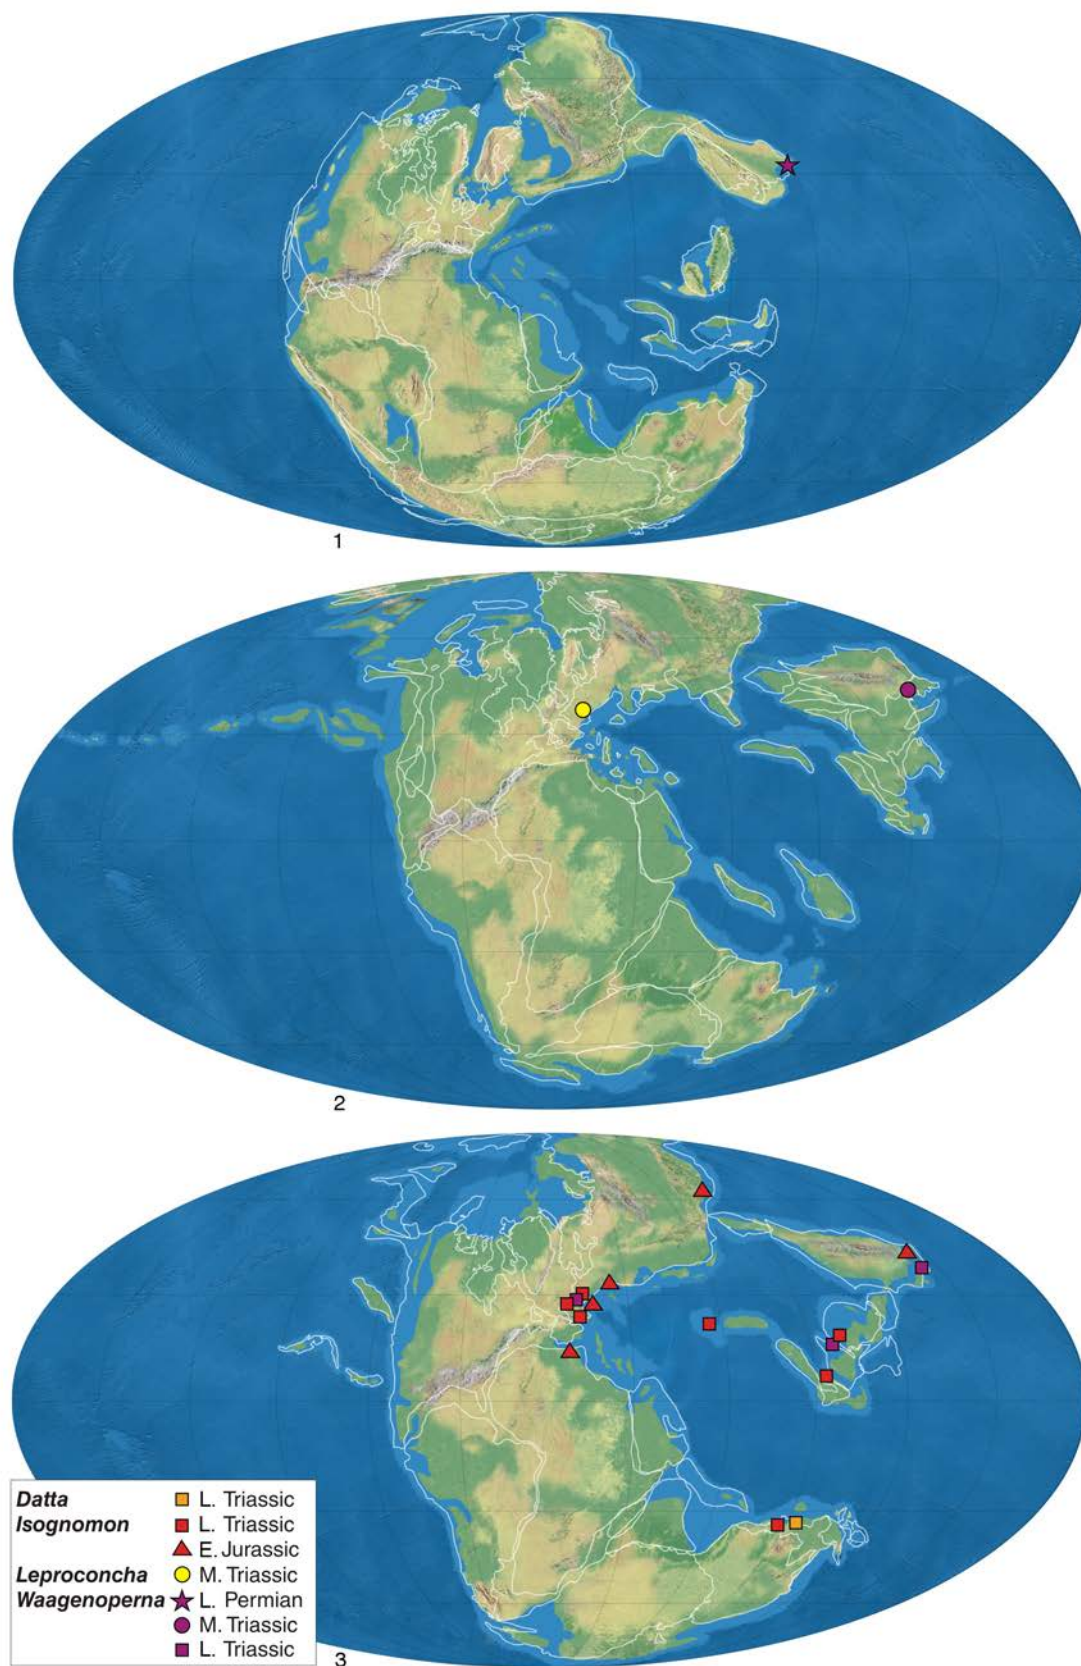 1
2
Datta L. Triassic
Isognomon L. Triassic
E. Jurassic
Leproconcha M. Triassic
Waagenoperna L. Permian
M. Triassic
L. Triassic
3